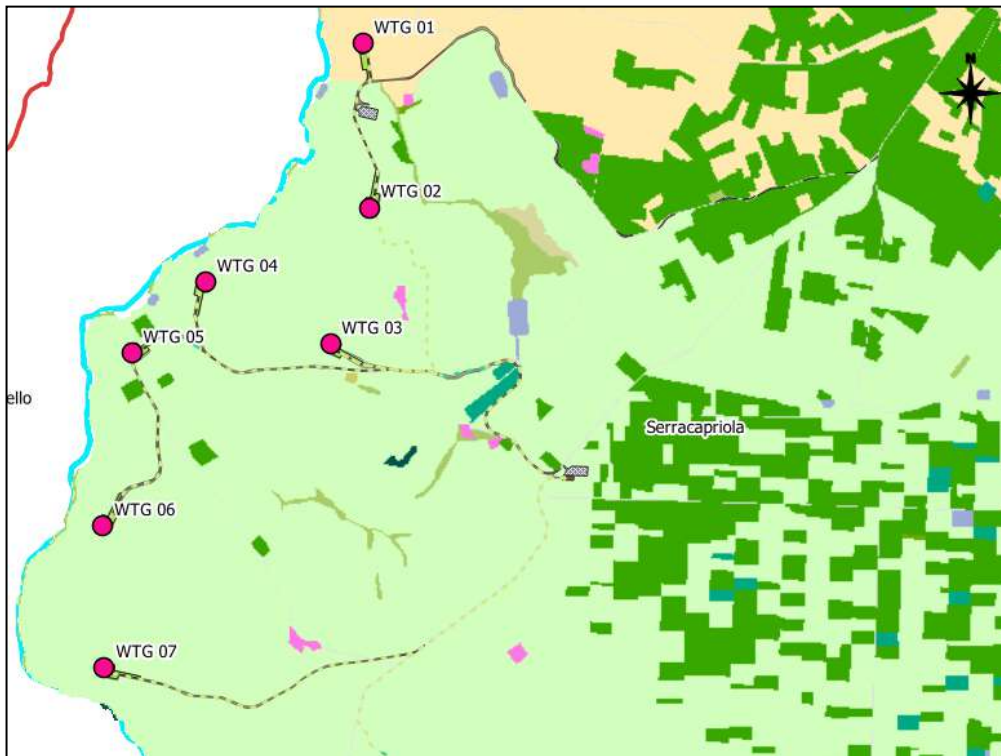 WTG 01
N
WTG 02
WTG 04
WTG 03
WTG 05
ello
Serracapriola
WTG 06
WTG 07